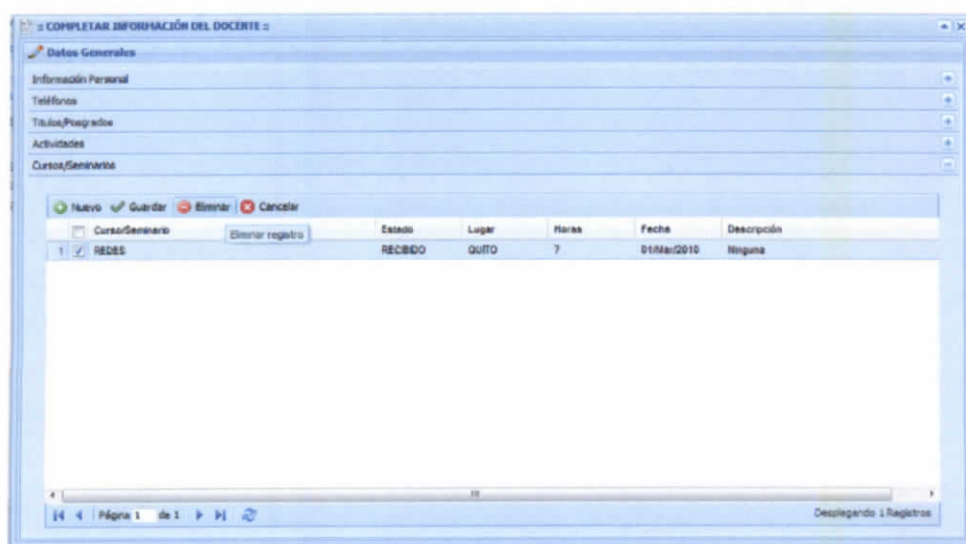 :: COMPLETAR INFORMACIÓN DEL DOCENTE ::
Datos Generales
Información Personal
Teléfonos
Títulos/Posgrados
Actividades
Cursos/Seminarios
Nuevo Guardar Eliminar Cancelar
Curso/Seminario Estado Lugar Horas Fecha Descripción
Eliminar registro
1 REDES RECIBIDO QUITO 7 01/Mar/2010 Ninguna
Página 1 de 1 Desplegando 1 Registros